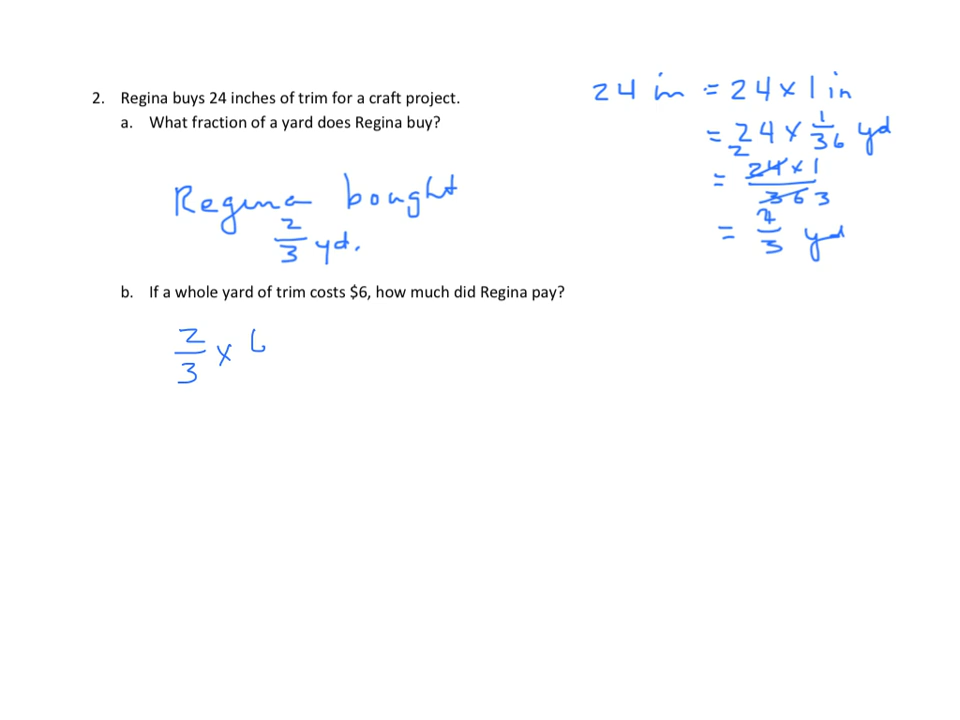 2. Regina buys 24 inches of trim for a craft project.
a. What fraction of a yard does Regina buy?
24 in = 24 × 1 in
= 24 × 1/36 yd
= 24 × 1 / 36 2 3
= 2/3 yd
Regina bought
2/3 yd.
b. If a whole yard of trim costs $6, how much did Regina pay?
2/3 × 6